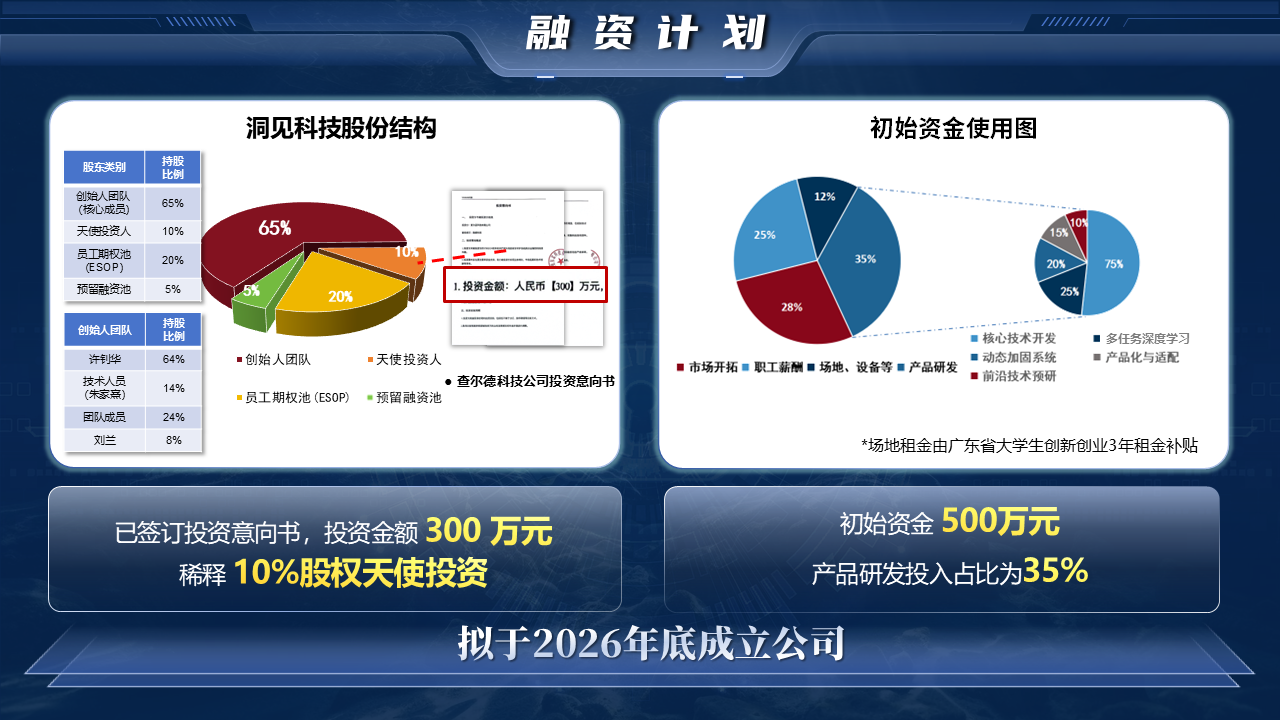 融资计划
洞见科技股份结构
股东类别 持股比例
创始人团队(核心成员) 65%
天使投资人 10%
员工期权池 20%
预留融资池 5%
创始人团队 持股比例
许利华 64%
技术人员(朱家熹) 14%
团队成员 24%
刘兰 8%
65%
10%
20%
5%
创始人团队
天使投资人
员工期权池(ESOP)
预留融资池
1. 投资金额：人民币【300】万元,
● 查尔德科技公司投资意向书
初始资金使用图
12%
25%
35%
28%
10%
15%
20%
25%
75%
市场开拓 职工薪酬 场地、设备等 产品研发
核心技术开发
多任务深度学习
动态加固系统
产品化与适配
前沿技术预研
*场地租金由广东省大学生创新创业3年租金补贴
已签订投资意向书，投资金额 300 万元
稀释 10%股权天使投资
初始资金 500万元
产品研发投入占比为35%
拟于2026年底成立公司